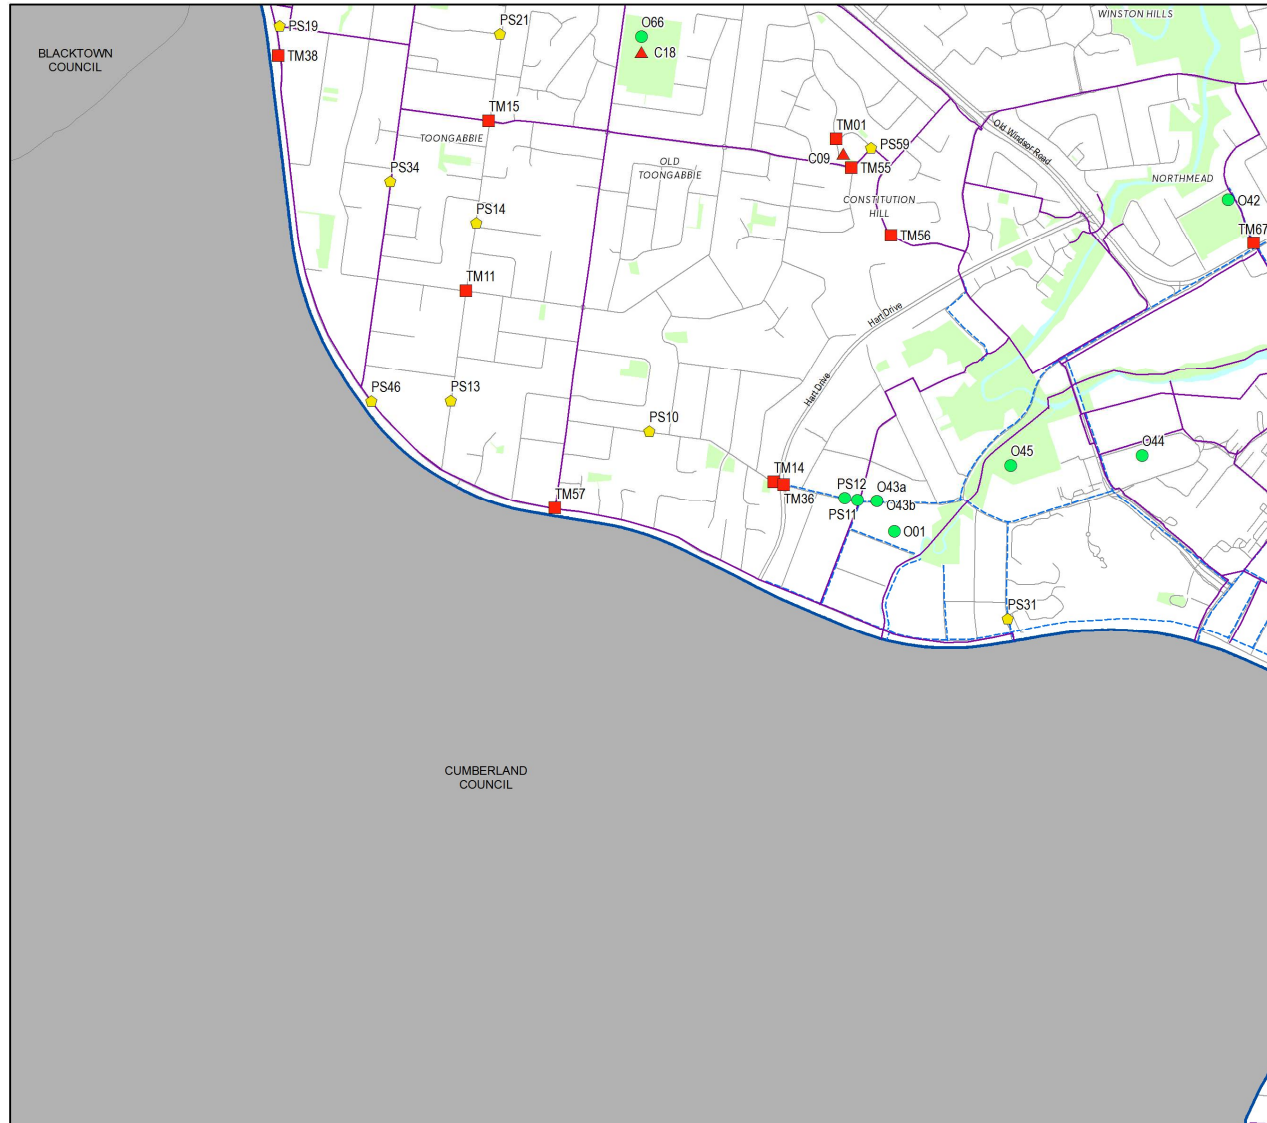 WINSTON HILLS
PS19
PS21
O66
BLACKTOWN
COUNCIL
TM38
C18
TM15
TM01
Old Windsor Road
TOONGABBIE
PS59
C09
TM55
PS34
OLD
TOONGABBIE
NORTHMEAD
CONSTITUTION
HILL
O42
PS14
TM56
TM67
TM11
Hart Drive
Hart Drive
PS46
PS13
PS10
O45
O44
TM14
TM36
PS12
O43a
TM57
PS11
O43b
O01
PS31
CUMBERLAND
COUNCIL